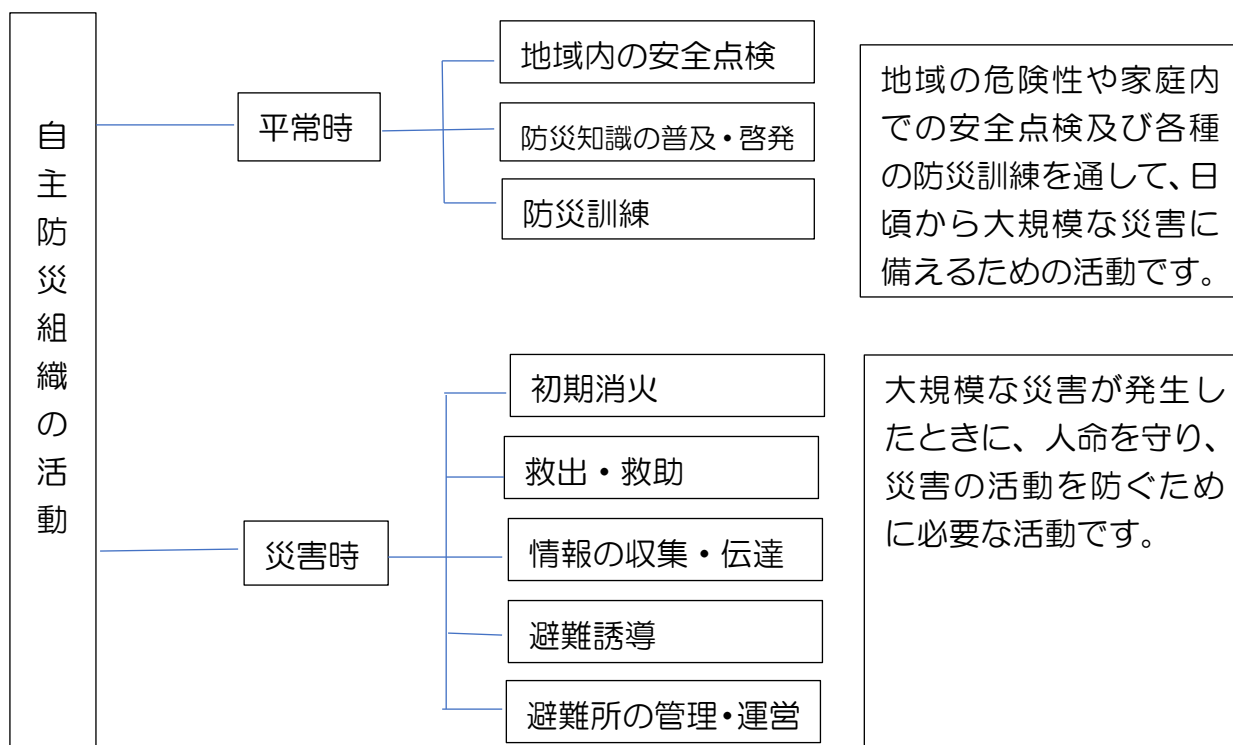 自主防災組織の活動
平常時
地域内の安全点検
防災知識の普及・啓発
防災訓練
地域の危険性や家庭内
での安全点検及び各種
の防災訓練を通して、日
頃から大規模な災害に
備えるための活動です。
災害時
初期消火
救出・救助
情報の収集・伝達
避難誘導
避難所の管理・運営
大規模な災害が発生し
たときに、人命を守り、
災害の活動を防ぐため
に必要な活動です。